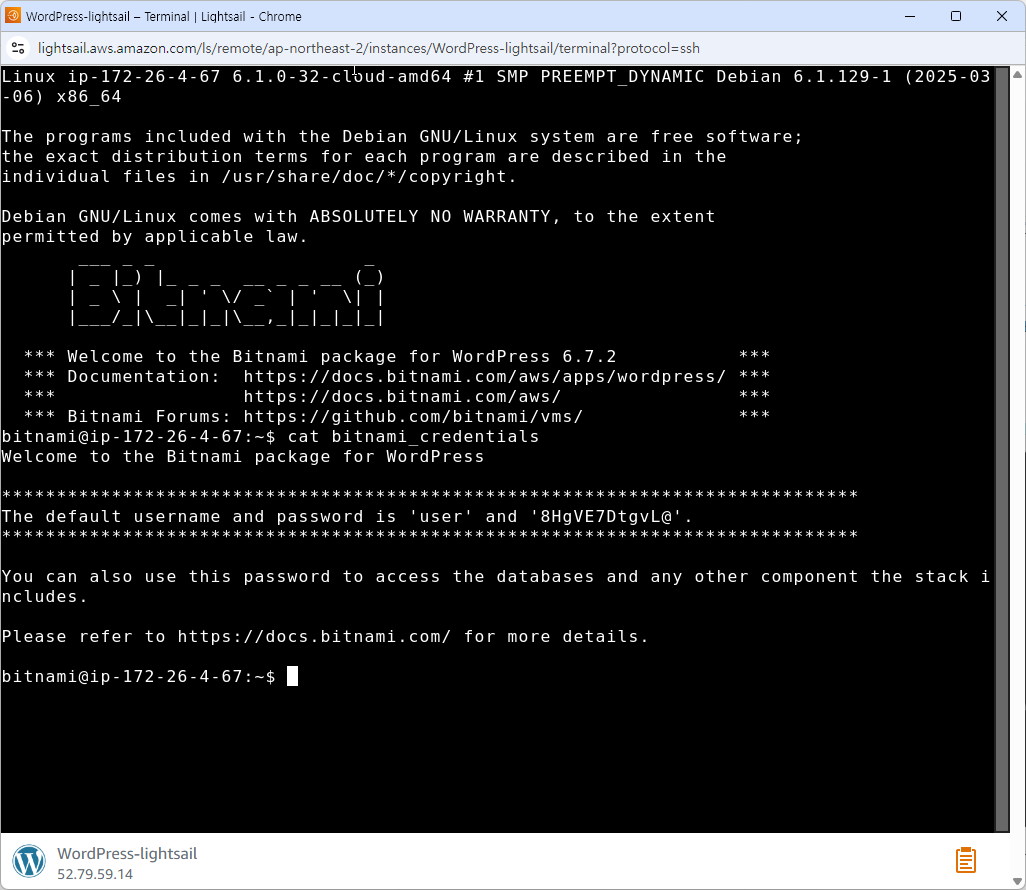 WordPress-lightsail – Terminal | Lightsail - Chrome
lightsail.aws.amazon.com/ls/remote/ap-northeast-2/instances/WordPress-lightsail/terminal?protocol=ssh
Linux ip-172-26-4-67 6.1.0-32-cloud-amd64 #1 SMP PREEMPT_DYNAMIC Debian 6.1.129-1 (2025-03
-06) x86_64
The programs included with the Debian GNU/Linux system are free software;
the exact distribution terms for each program are described in the
individual files in /usr/share/doc/*/copyright.
Debian GNU/Linux comes with ABSOLUTELY NO WARRANTY, to the extent
permitted by applicable law.
       ___ _ _                   _
      | _ |_) |_ _ _  __ _ _ __ (_)
      | _ \ |  _| ' \/ _` | '  \| |
      |___/_|\__|_|_|\__,_|_|_|_|_|
  *** Welcome to the Bitnami package for WordPress 6.7.2           ***
  *** Documentation:  https://docs.bitnami.com/aws/apps/wordpress/ ***
  ***                 https://docs.bitnami.com/aws/                ***
  *** Bitnami Forums: https://github.com/bitnami/vms/              ***
bitnami@ip-172-26-4-67:~$ cat bitnami_credentials
Welcome to the Bitnami package for WordPress
******************************************************************************
The default username and password is 'user' and '8HgVE7DtgvL@'.
******************************************************************************
You can also use this password to access the databases and any other component the stack i
ncludes.
Please refer to https://docs.bitnami.com/ for more details.
bitnami@ip-172-26-4-67:~$
WordPress-lightsail
52.79.59.14